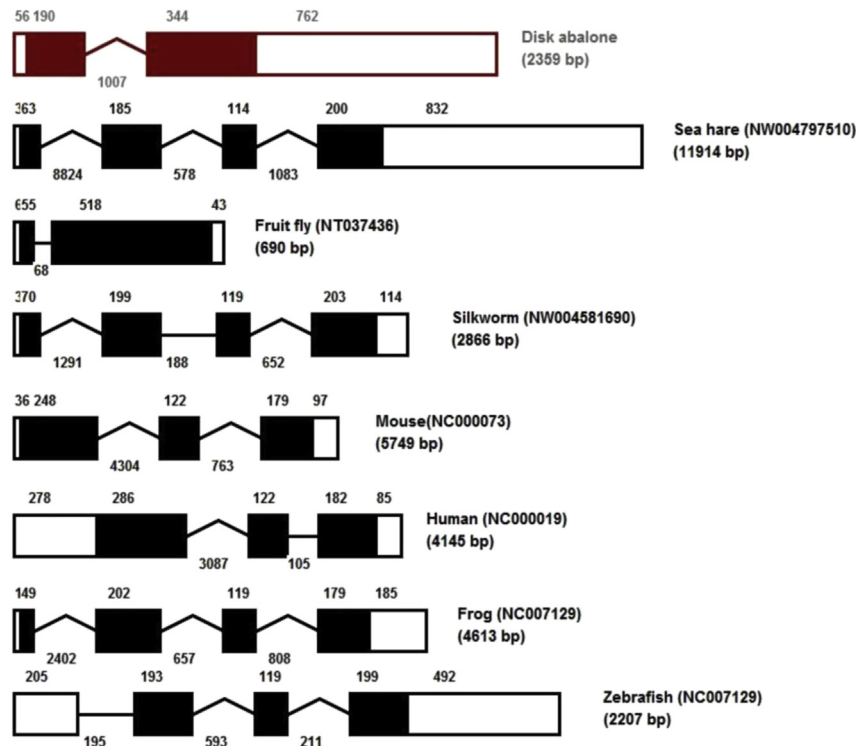 56 190 344 762
Disk abalone
(2359 bp)
1007
363 185 114 200 832
Sea hare (NW004797510)
(11914 bp)
8824 578 1083
655 518 43
Fruit fly (NT037436)
(690 bp)
68
370 199 119 203 114
Silkworm (NW004581690)
(2866 bp)
1291 188 652
36 248 122 179 97
Mouse(NC000073)
(5749 bp)
4304 763
278 286 122 182 85
Human (NC000019)
(4145 bp)
3087 105
149 202 119 179 185
Frog (NC007129)
(4613 bp)
2402 657 808
205 193 119 199 492
Zebrafish (NC007129)
(2207 bp)
195 593 211